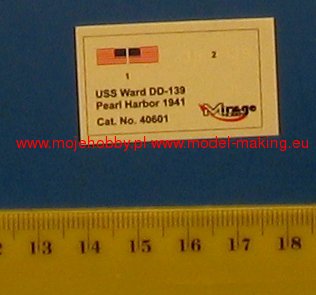 2
1
USS Ward DD-139
Pearl Harbor 1941
Cat. No. 40601
Mirage
www.mojehobby.pl www.model-making.eu
2 13 14 15 16 17 18